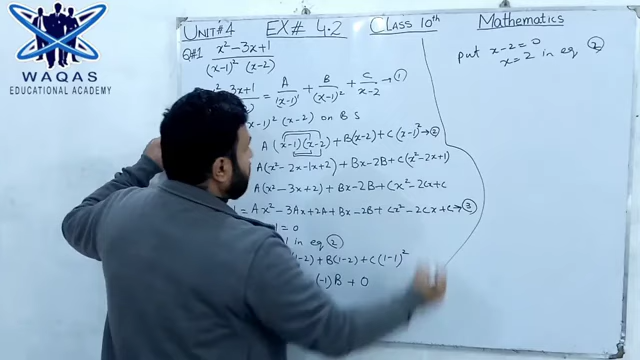 WAQAS
EDUCATIONAL ACADEMY
UNIT#4 EX# 4.2 CLASS 10th Mathematics
Q#1 x²-3x+1 / (x-1)² (x-2)
3x+1 = A/(x-1)¹ + B/(x-1)² + C/x-2 → ①
x-1)² (x-2) on B S
A(x-1)(x-2) + B(x-2) + C(x-1)² → ②
A(x²-2x-1x+2) + Bx-2B + C(x²-2x+1)
A(x²-3x+2) + Bx-2B + Cx²-2Cx+C
= Ax²-3Ax+2A+Bx-2B+Cx²-2Cx+C → ③
1 = 0
in eq ②
1-2) + B(1-2) + C(1-1)²
(-1)B + 0
put x-2=0
x=2 in eq ②